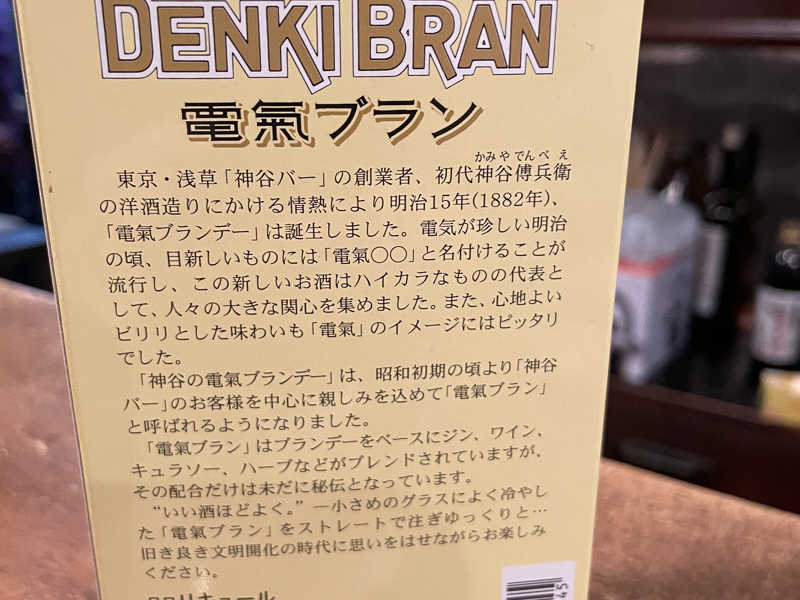 DENKI BRAN
電氣ブラン
かみや でんべ え
東京・浅草「神谷バー」の創業者、初代神谷傳兵衛
の洋酒造りにかける情熱により明治15年(1882年)、
「電氣ブランデー」は誕生しました。電気が珍しい明治
の頃、目新しいものには「電氣〇〇」と名付けることが
流行し、この新しいお酒はハイカラなものの代表と
して、人々の大きな関心を集めました。また、心地よい
ビリリとした味わいも「電氣」のイメージにはピッタリ
でした。
「神谷の電氣ブランデー」は、昭和初期の頃より「神谷
バー」のお客様を中心に親しみを込めて「電氣ブラン」
と呼ばれるようになりました。
「電氣ブラン」はブランデーをベースにジン、ワイン、
キュラソー、ハーブなどがブレンドされていますが、
その配合だけは未だに秘伝となっています。
“いい酒ほどよく。”―小さめのグラスによく冷やし
た「電氣ブラン」をストレートで注ぎゆっくりと…
旧き良き文明開化の時代に思いをはせながらお楽しみ
ください。
リキュール
45